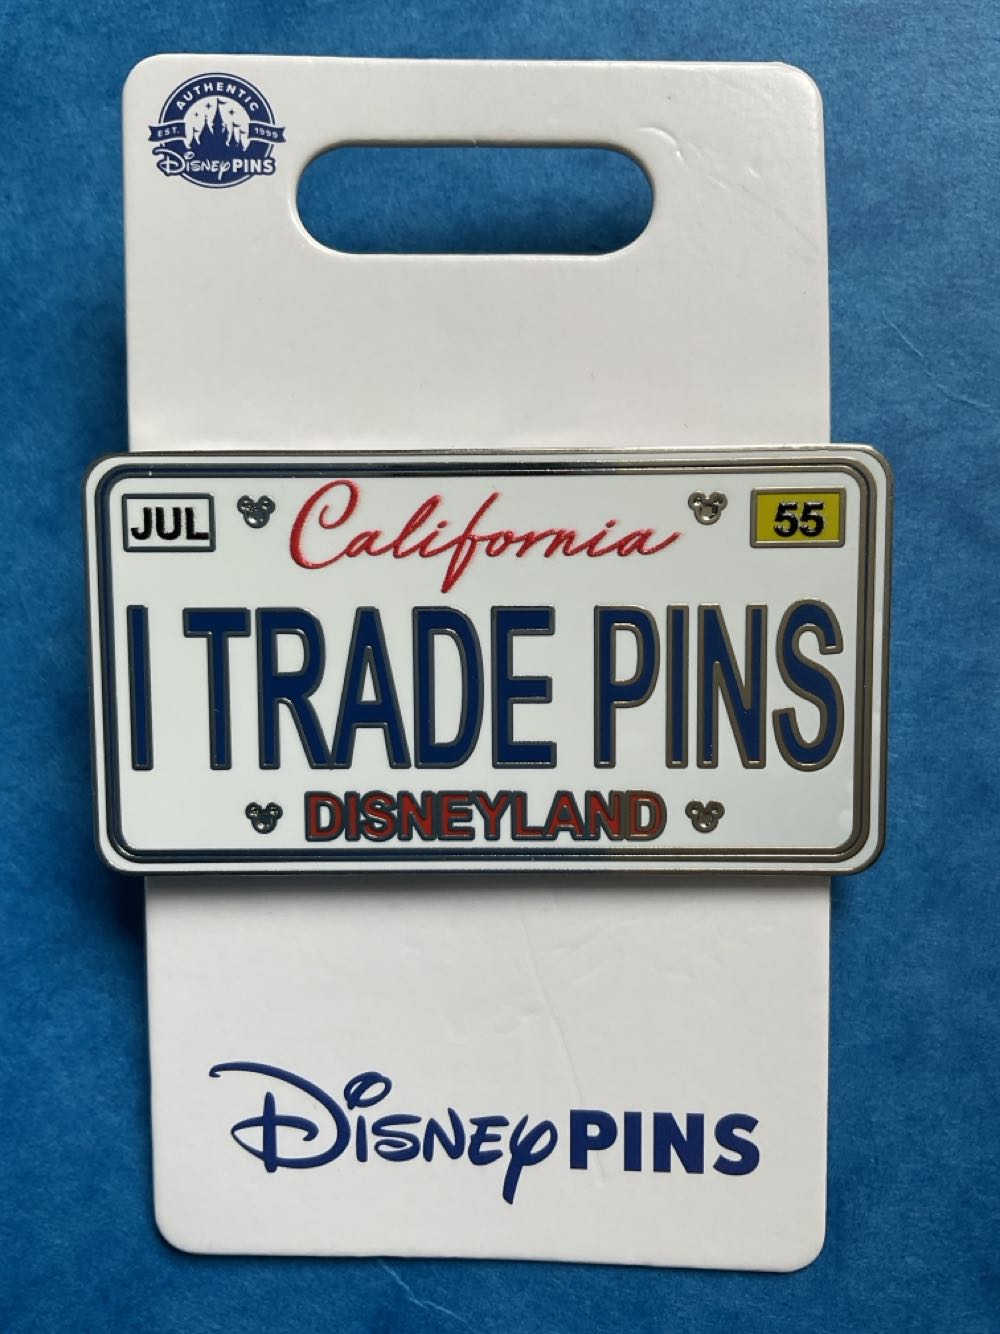 AUTHENTIC
EST. 1999
Disney PINS
JUL California 55
I TRADE PINS
DISNEYLAND
Disney PINS